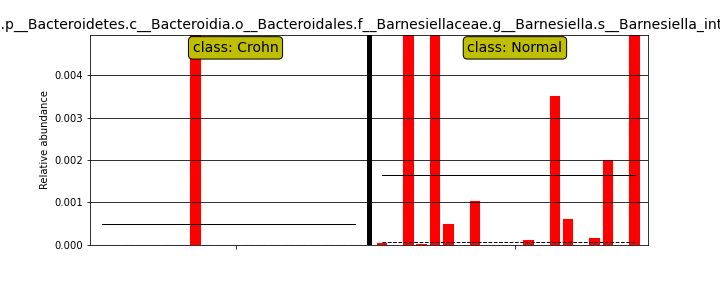 .p__Bacteroidetes.c__Bacteroidia.o__Bacteroidales.f__Barnesiellaceae.g__Barnesiella.s__Barnesiella_int
class: Crohn
class: Normal
0.004
0.003
0.002
0.001
0.000
Relative abundance